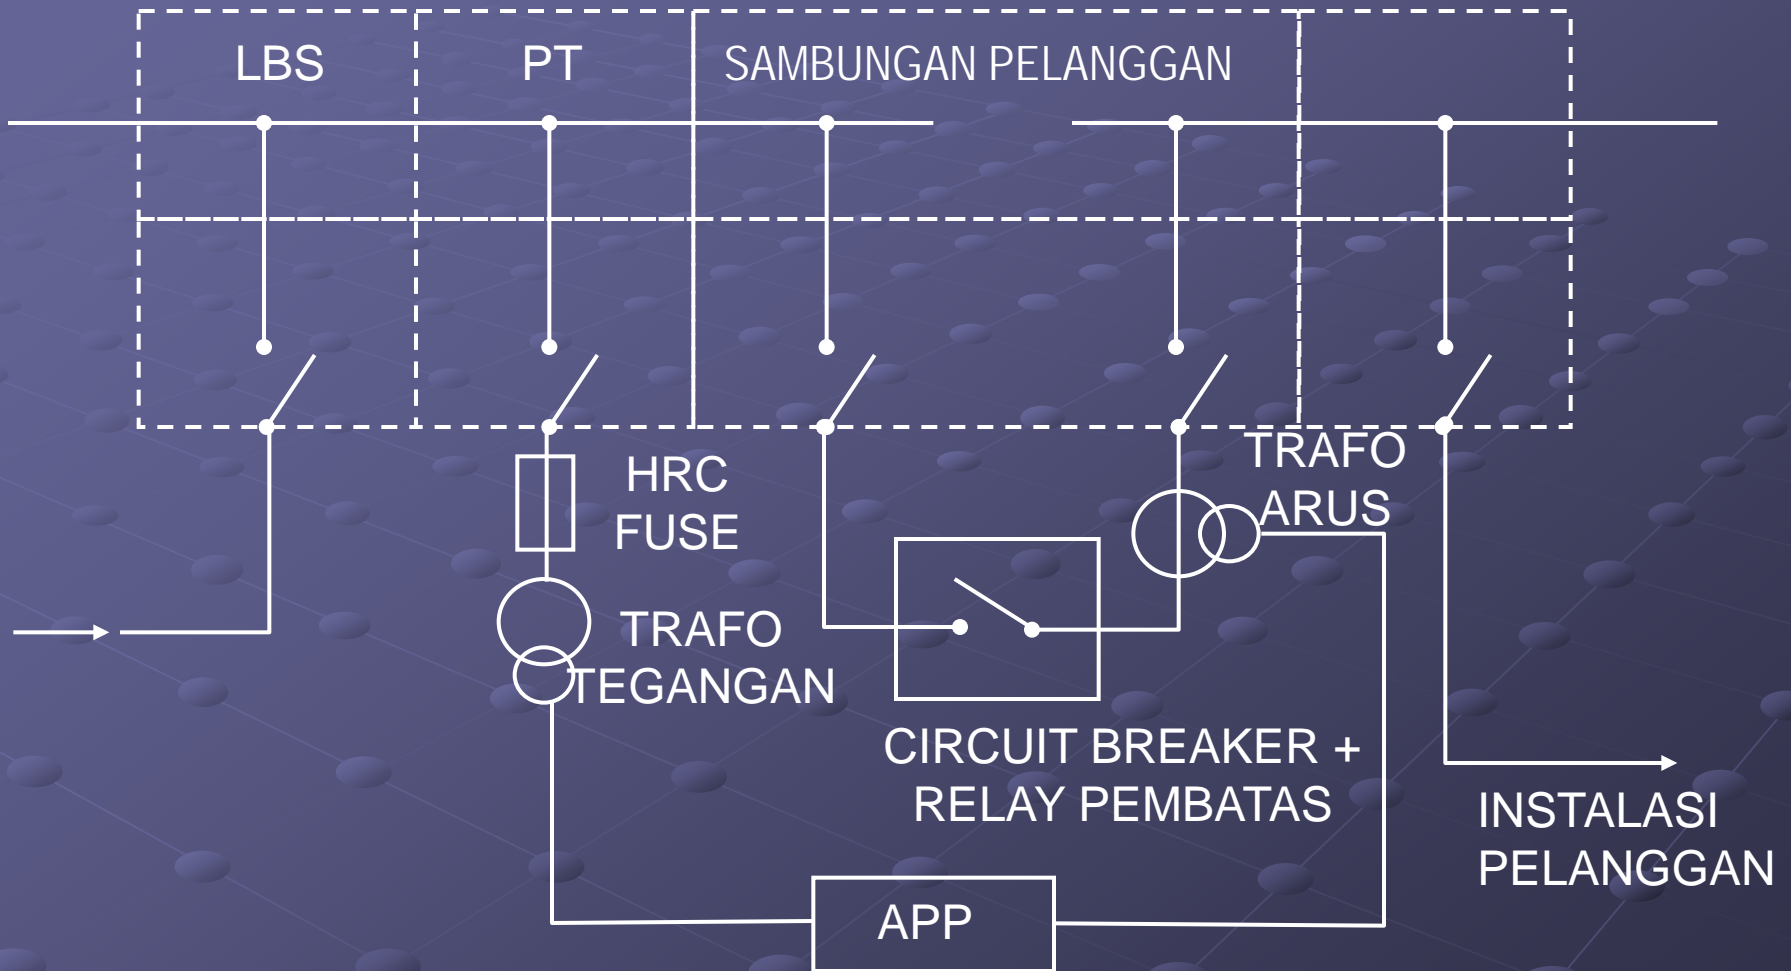 LBS
PT
SAMBUNGAN PELANGGAN
TRAFO
ARUS
HRC
FUSE
TRAFO
TEGANGAN
CIRCUIT BREAKER +
RELAY PEMBATAS
INSTALASI
PELANGGAN
APP